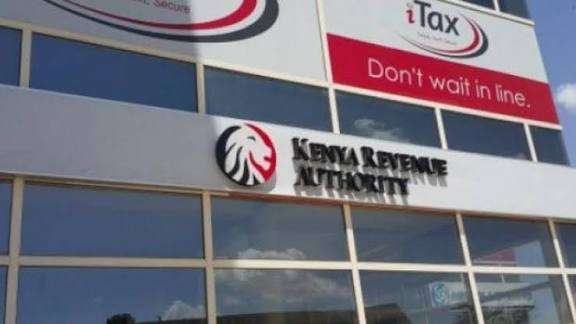 Secure.
iTax
Don't wait in line.
KENYA REVENUE
AUTHORITY